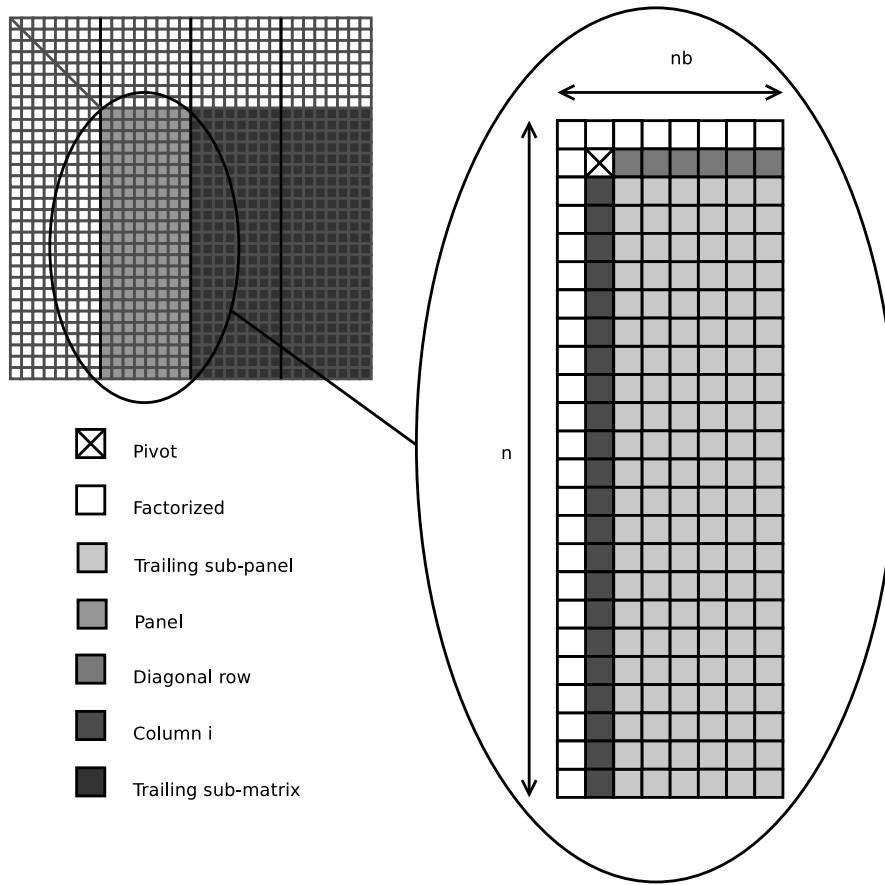 nb
n
Pivot
Factorized
Trailing sub-panel
Panel
Diagonal row
Column i
Trailing sub-matrix